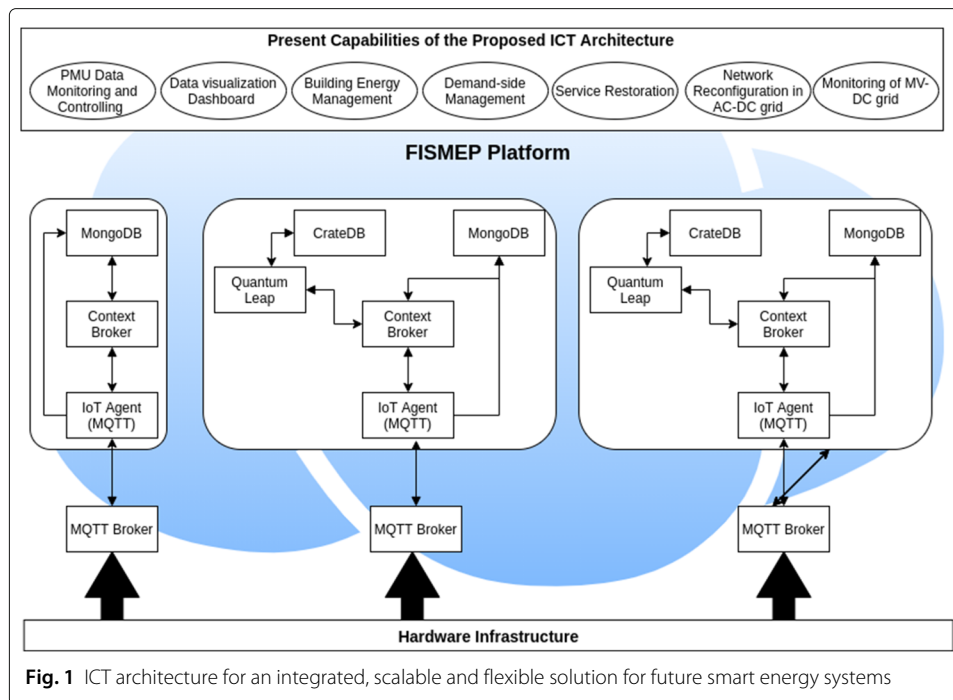 Present Capabilities of the Proposed ICT Architecture
PMU Data
Monitoring and
Controlling
Data visualization
Dashboard
Building Energy
Management
Demand-side
Management
Service Restoration
Network
Reconfiguration in
AC-DC grid
Monitoring of MV-
DC grid
FISMEP Platform
MongoDB
Context
Broker
IoT Agent
(MQTT)
CrateDB
MongoDB
Quantum
Leap
Context
Broker
IoT Agent
(MQTT)
CrateDB
MongoDB
Quantum
Leap
Context
Broker
IoT Agent
(MQTT)
MQTT Broker
MQTT Broker
MQTT Broker
Hardware Infrastructure
Fig. 1 ICT architecture for an integrated, scalable and flexible solution for future smart energy systems